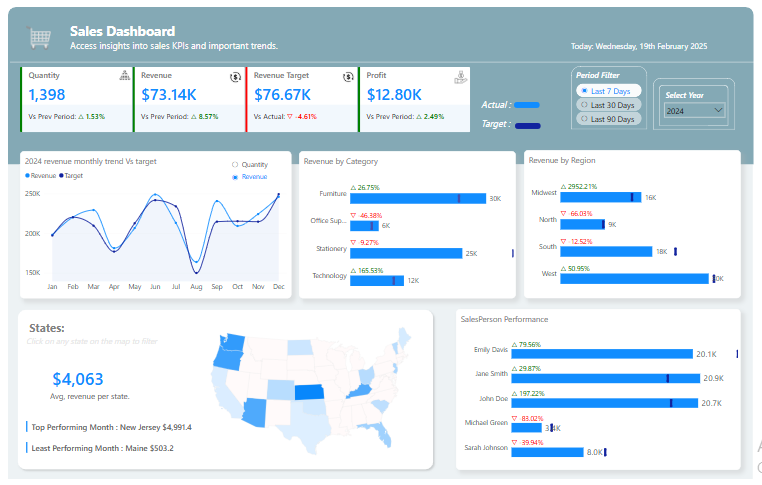 Sales Dashboard
Access insights into sales KPIs and important trends.
Today: Wednesday, 19th February 2025
Quantity
1,398
Vs Prev Period: △ 1.53%
Revenue
$73.14K
Vs Prev Period: △ 8.57%
Revenue Target
$76.67K
Vs Actual: ▽ -4.61%
Profit
$12.80K
Vs Prev Period: △ 2.49%
Actual :
Target :
Period Filter
Last 7 Days
Last 30 Days
Last 90 Days
Select Year
2024
2024 revenue monthly trend Vs target
Quantity
Revenue
Revenue Target
250K
200K
150K
Jan Feb Mar Apr May Jun Jul Aug Sep Oct Nov Dec
Revenue by Category
△ 26.75%
Furniture 30K
▽ -46.38%
Office Sup... 6K
▽ -9.27%
Stationery 25K
△ 165.53%
Technology 12K
Revenue by Region
△ 2952.21%
Midwest 16K
▽ -66.03%
North 9K
▽ -12.52%
South 18K
△ 50.95%
West
States:
Click on any state on the map to filter
$4,063
Avg, revenue per state.
Top Performing Month : New Jersey $4,991.4
Least Performing Month : Maine $503.2
SalesPerson Performance
△ 79.56%
Emily Davis 20.1K
△ 29.87%
Jane Smith 20.9K
△ 197.22%
John Doe 20.7K
▽ -83.02%
Michael Green
▽ -39.94%
Sarah Johnson 8.0K